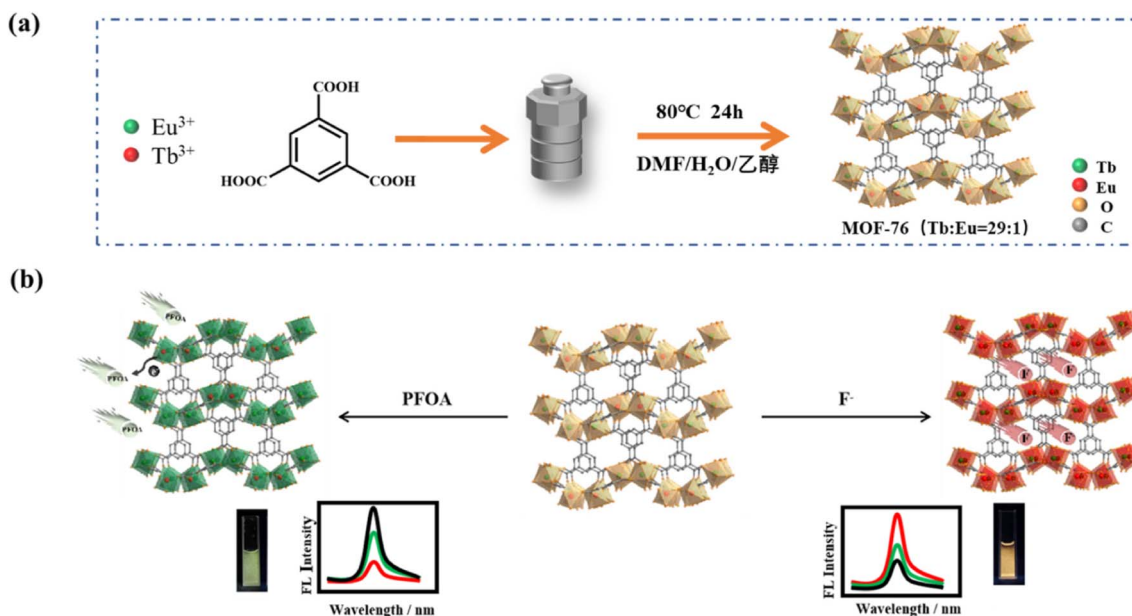 (a)
Eu³⁺
Tb³⁺
COOH
HOOC
COOH
80℃ 24h
DMF/H₂O/乙醇
MOF-76（Tb:Eu=29:1）
Tb
Eu
O
C
(b)
PFOA
PFOA
PFOA
PFOA
F⁻
F
F
F
F
FL Intensity
Wavelength / nm
FL Intensity
Wavelength / nm